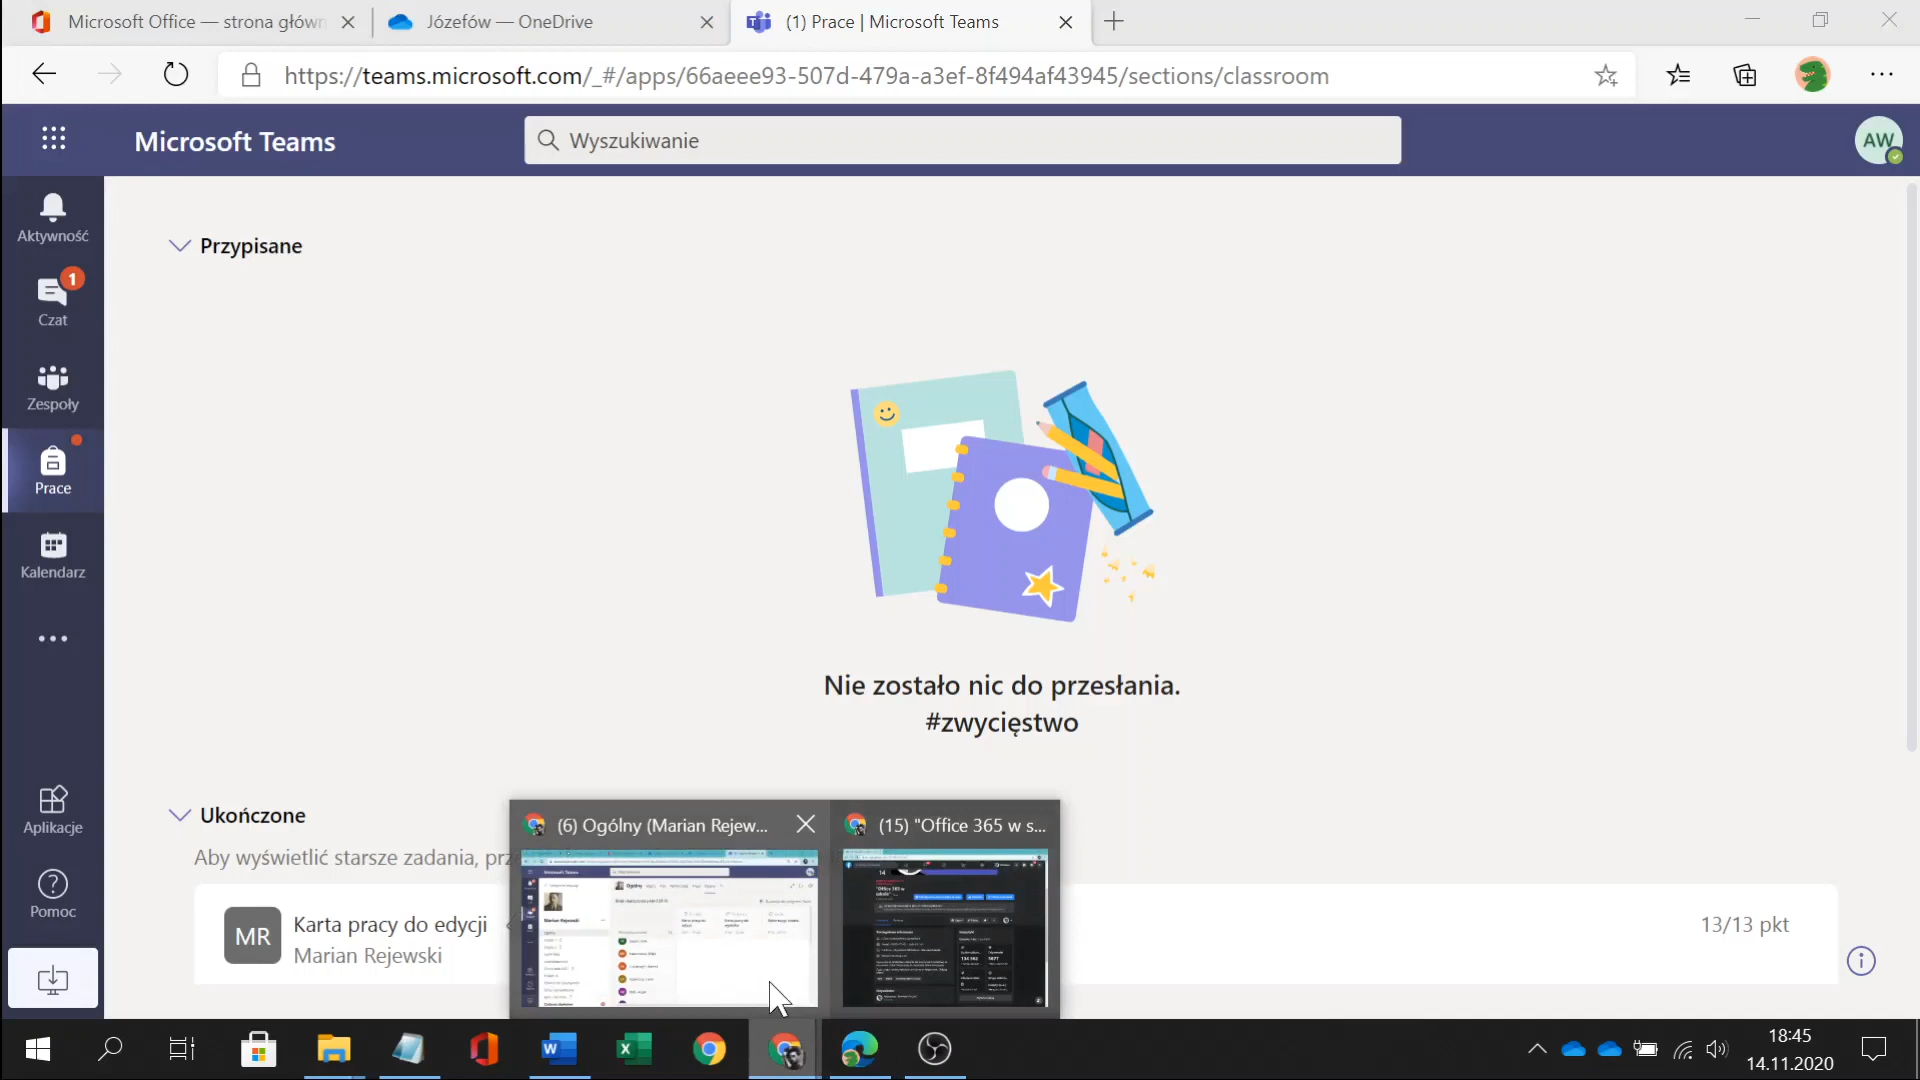 Microsoft Office — strona główn
Józefów — OneDrive
(1) Prace | Microsoft Teams
https://teams.microsoft.com/_#/apps/66aeee93-507d-479a-a3ef-8f494af43945/sections/classroom
Microsoft Teams
Wyszukiwanie
AW
Aktywność
Przypisane
1
Czat
Zespoły
Prace
Kalendarz
Nie zostało nic do przesłania.
#zwycięstwo
Aplikacje
Ukończone
(6) Ogólny (Marian Rejew...
(15) "Office 365 w s...
Aby wyświetlić starsze zadania, prz
Pomoc
MR
Karta pracy do edycji
Marian Rejewski
13/13 pkt
18:45
14.11.2020